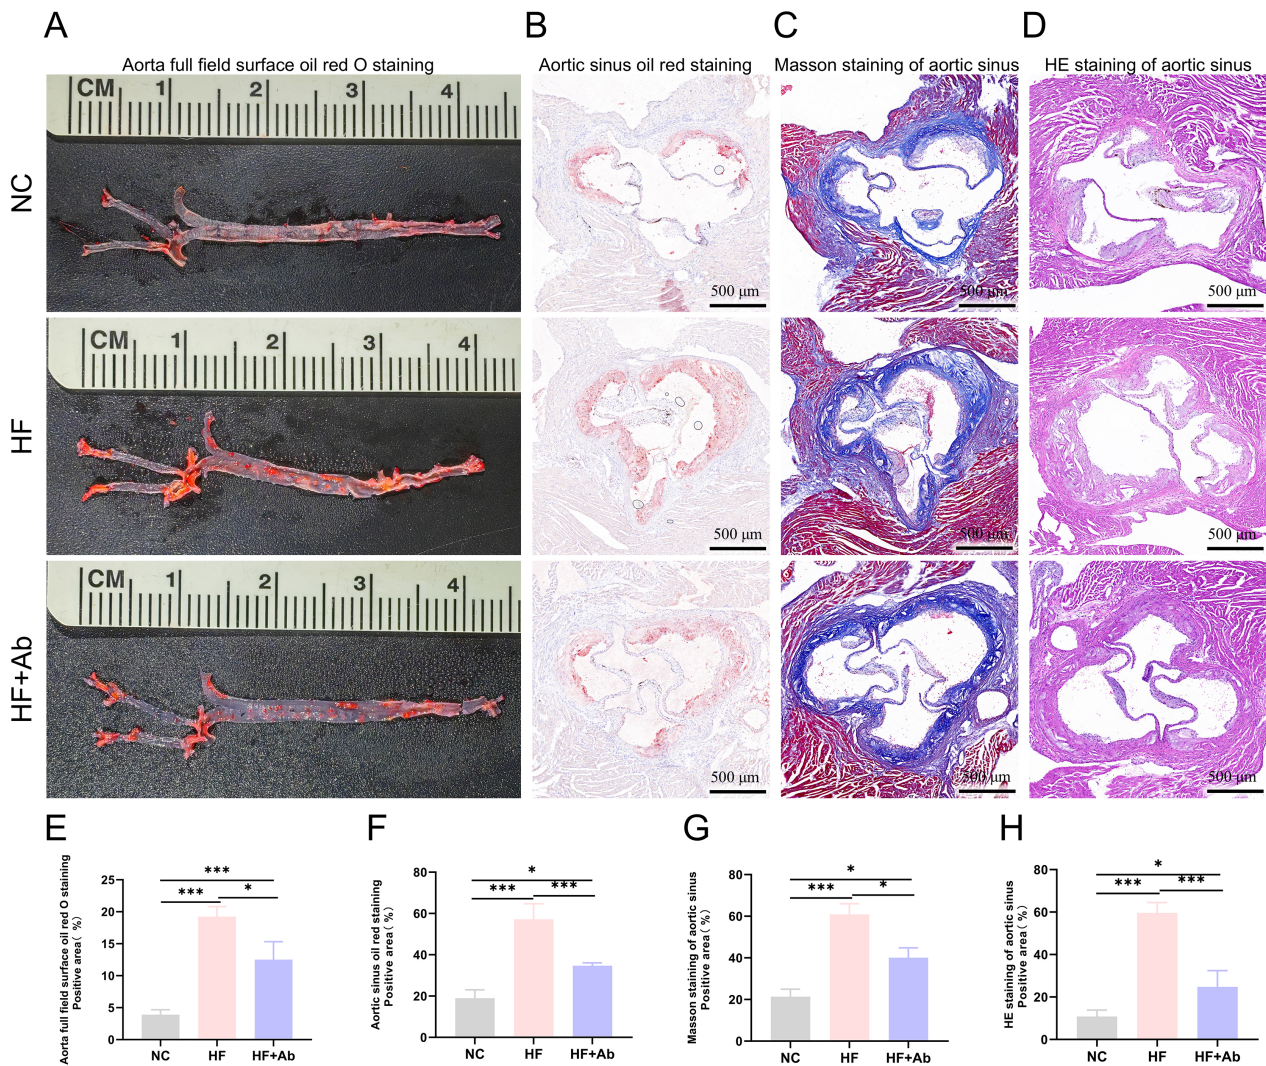 A
B
C
D
Aorta full field surface oil red O staining
Aortic sinus oil red staining
Masson staining of aortic sinus
HE staining of aortic sinus
NC
CM 1 2 3 4
500 μm
500 μm
500 μm
HF
CM 1 2 3 4
500 μm
500 μm
500 μm
HF+Ab
CM 1 2 3 4
500 μm
500 μm
500 μm
E
F
G
H
Aorta full field surface oil red O staining
Positive area( %)
25
20
15
10
5
0
***
***
*
NC
HF
HF+Ab
Aortic sinus oil red staining
Positive area( %)
80
60
40
20
0
*
***
***
NC
HF
HF+Ab
Masson staining of aortic sinus
Positive area( %)
80
60
40
20
0
*
***
*
NC
HF
HF+Ab
HE staining of aortic sinus
Positive area( %)
80
60
40
20
0
*
***
***
NC
HF
HF+Ab